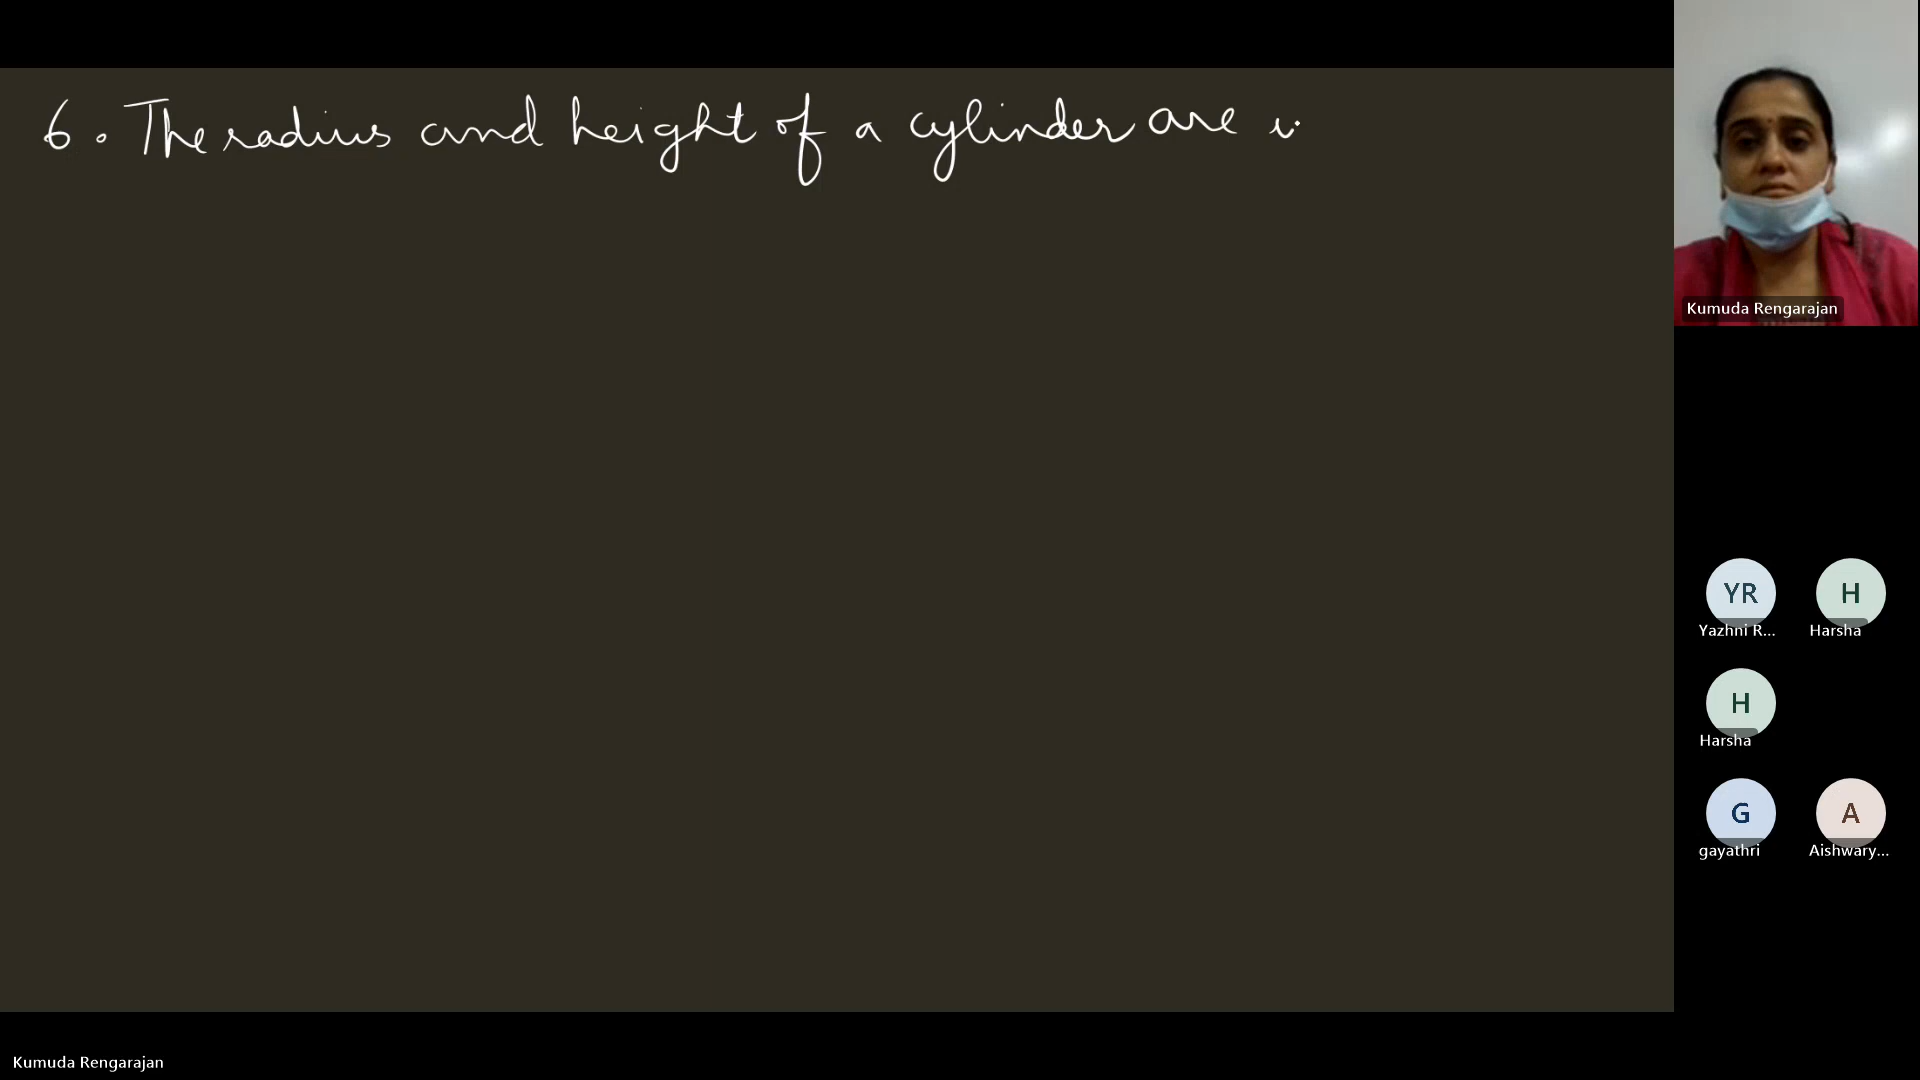 6. The radius and height of a cylinder are i
Kumuda Rengarajan
YR
H
Yazhni R...
Harsha
H
Harsha
G
A
gayathri
Aishwary...
Kumuda Rengarajan